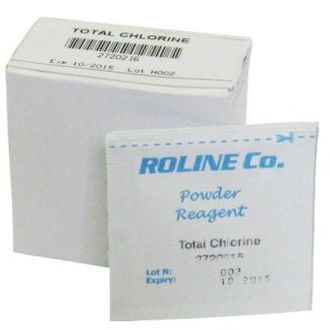 TOTAL CHLORINE
2720216
Exp 10/2015 Lot H002
ROLINE Co.
Powder
Reagent
Total Chlorine
Lot N: 002
Expiry: 10.2015